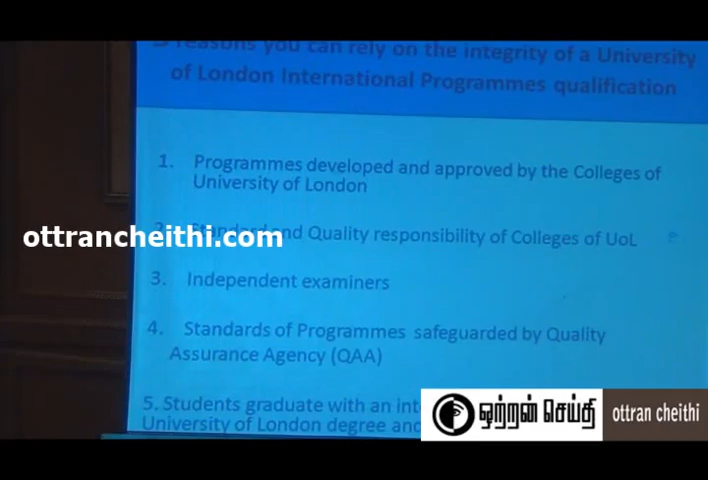 5 reasons you can rely on the integrity of a University
of London International Programmes qualification
1. Programmes developed and approved by the Colleges of
University of London
and Quality responsibility of Colleges of UoL
ottrancheithi.com
3. Independent examiners
4. Standards of Programmes safeguarded by Quality
Assurance Agency (QAA)
5. Students graduate with an
University of London degree and
ஒற்றன் செய்தி
ottran cheithi